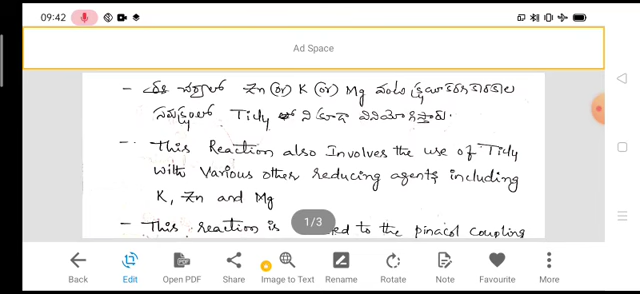 09:42
Ad Space
- ఈ చర్యలో Zn (or) K (or) Mg వంటి క్షయకరణకారకాల
సమక్షంలో Ticl4 ని కూడా వినియోగిస్తారు.
- This Reaction also Involves the use of Ticl4
with Various other reducing agents including
K, Zn and Mg
1/3
- This reaction is ed to the pinacol coupling
Back
Edit
Open PDF
Share
Image to Text
Rename
Rotate
Note
Favourite
More